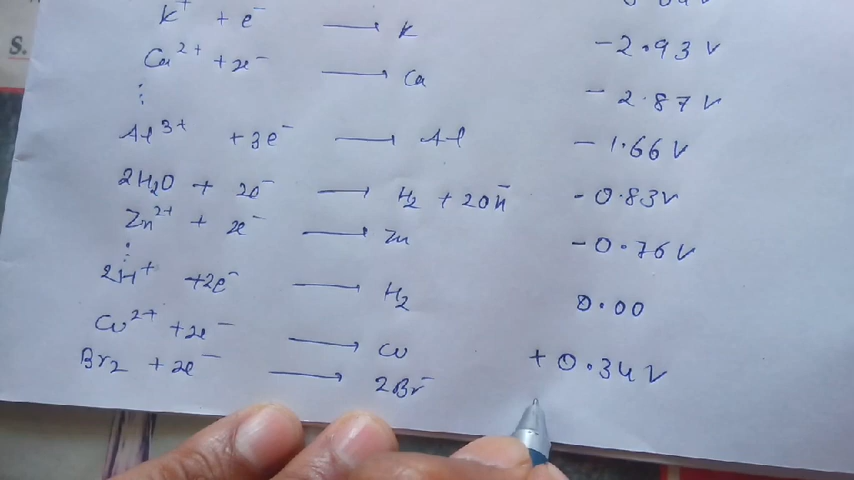 K⁺ + e⁻ → K -2.93 V
Ca²⁺ + 2e⁻ → Ca -2.87 V
⋮
Al³⁺ + 3e⁻ → Al -1.66 V
2H₂O + 2e⁻ → H₂ + 2OH⁻ -0.83 V
Zn²⁺ + 2e⁻ → Zn -0.76 V
⋮
2H⁺ + 2e⁻ → H₂ 0.00
Cu²⁺ + 2e⁻ → Cu +0.34 V
Br₂ + 2e⁻ → 2Br⁻